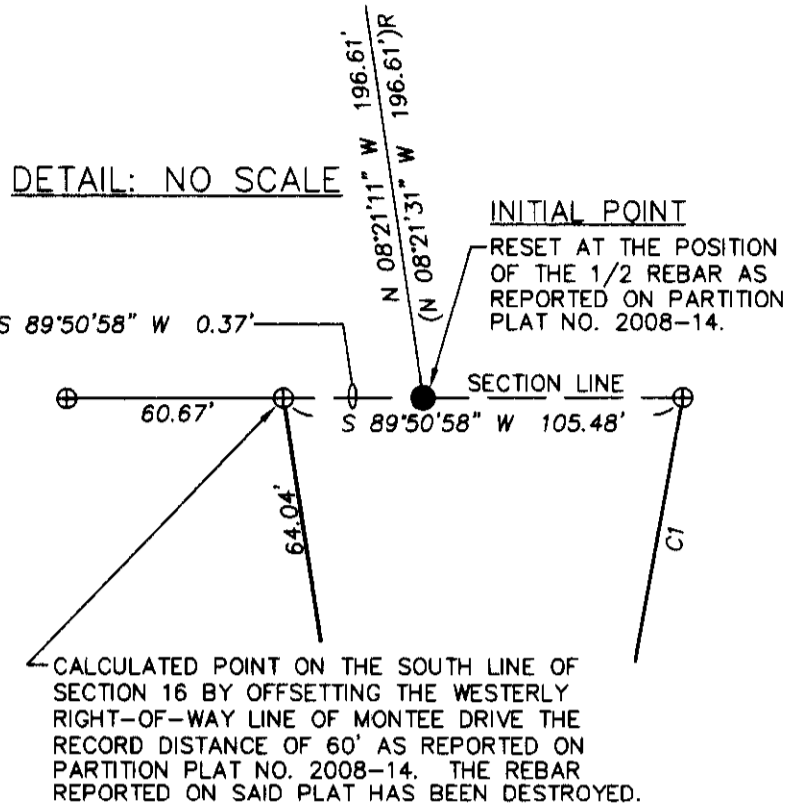 N 08°21'11" W 196.61'
(N 08°21'31" W 196.61')R
DETAIL: NO SCALE
INITIAL POINT
RESET AT THE POSITION
OF THE 1/2 REBAR AS
REPORTED ON PARTITION
PLAT NO. 2008-14.
S 89°50'58" W 0.37'
SECTION LINE
60.67'
S 89°50'58" W 105.48'
64.04'
C1
CALCULATED POINT ON THE SOUTH LINE OF
SECTION 16 BY OFFSETTING THE WESTERLY
RIGHT-OF-WAY LINE OF MONTEE DRIVE THE
RECORD DISTANCE OF 60' AS REPORTED ON
PARTITION PLAT NO. 2008-14. THE REBAR
REPORTED ON SAID PLAT HAS BEEN DESTROYED.